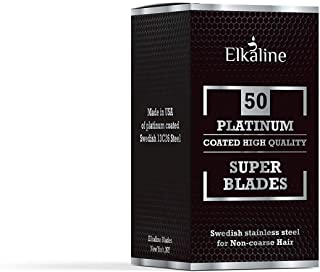 Elkaline
50
PLATINUM
COATED HIGH QUALITY
SUPER
BLADES
Swedish stainless steel
for Non-coarse Hair
Made in USA
of platinum coated
Swedish 13C26 Steel
Elkaline Blades
New York, NY